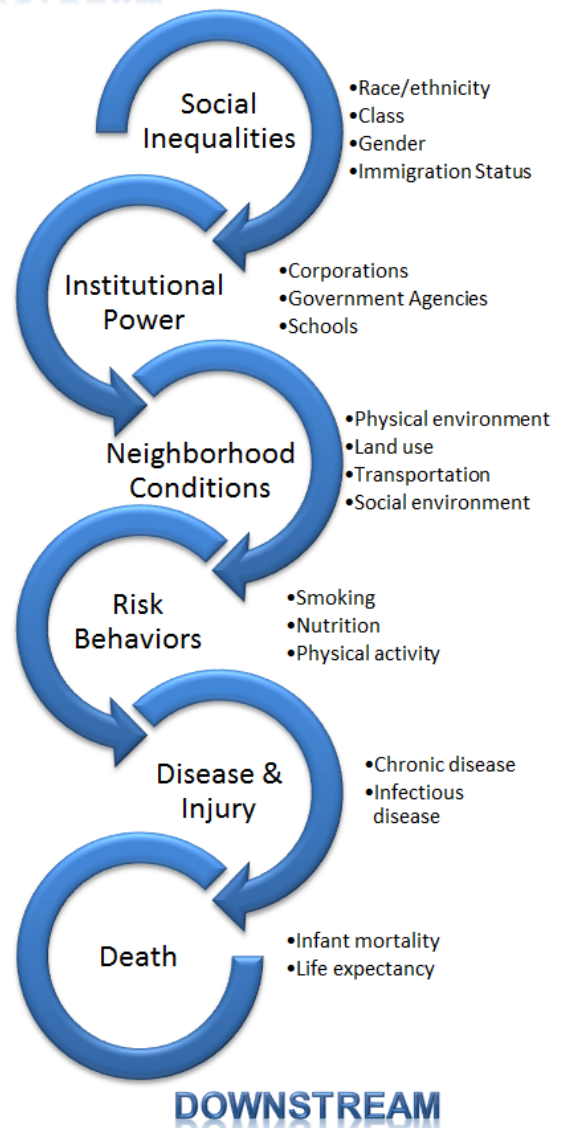 Social
Inequalities
•Race/ethnicity
•Class
•Gender
•Immigration Status
Institutional
Power
•Corporations
•Government Agencies
•Schools
Neighborhood
Conditions
•Physical environment
•Land use
•Transportation
•Social environment
Risk
Behaviors
•Smoking
•Nutrition
•Physical activity
Disease &
Injury
•Chronic disease
•Infectious
disease
Death
•Infant mortality
•Life expectancy
DOWNSTREAM